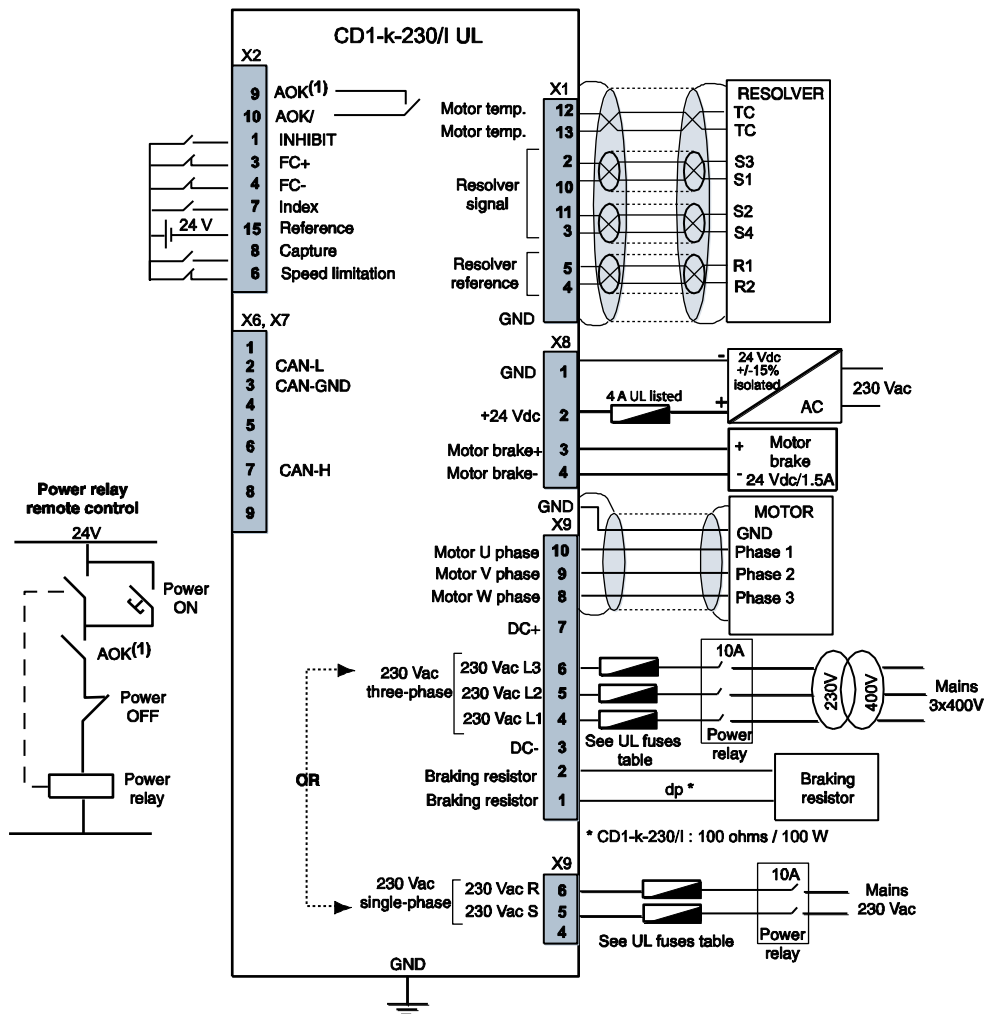 CD1-k-230/I UL
X2
9 AOK(1)
10 AOK/
1 INHIBIT
3 FC+
4 FC-
7 Index
15 Reference
8 Capture
6 Speed limitation
24 V
X6, X7
1
2 CAN-L
3 CAN-GND
4
5
6
7 CAN-H
8
9
X1
Motor temp. 12
Motor temp. 13
Resolver
signal
2
10
11
3
Resolver
reference
5
4
GND
RESOLVER
TC
TC
S3
S1
S2
S4
R1
R2
X8
GND 1
+24 Vdc 2
Motor brake+ 3
Motor brake- 4
4 A UL listed
-
+
24 Vdc
+/-15%
isolated
AC
230 Vac
+ Motor
brake
- 24 Vdc/1.5A
GND
X9
Motor U phase 10
Motor V phase 9
Motor W phase 8
DC+ 7
MOTOR
GND
Phase 1
Phase 2
Phase 3
230 Vac
three-phase
230 Vac L3 6
230 Vac L2 5
230 Vac L1 4
DC- 3
Braking resistor 2
Braking resistor 1
See UL fuses
table
10A
Power
relay
230V
400V
Mains
3x400V
dp *
Braking
resistor
* CD1-k-230/I : 100 ohms / 100 W
OR
X9
230 Vac
single-phase
230 Vac R 6
230 Vac S 5
4
See UL fuses table
10A
Power
relay
Mains
230 Vac
GND
Power relay
remote control
24V
Power
ON
AOK(1)
Power
OFF
Power
relay